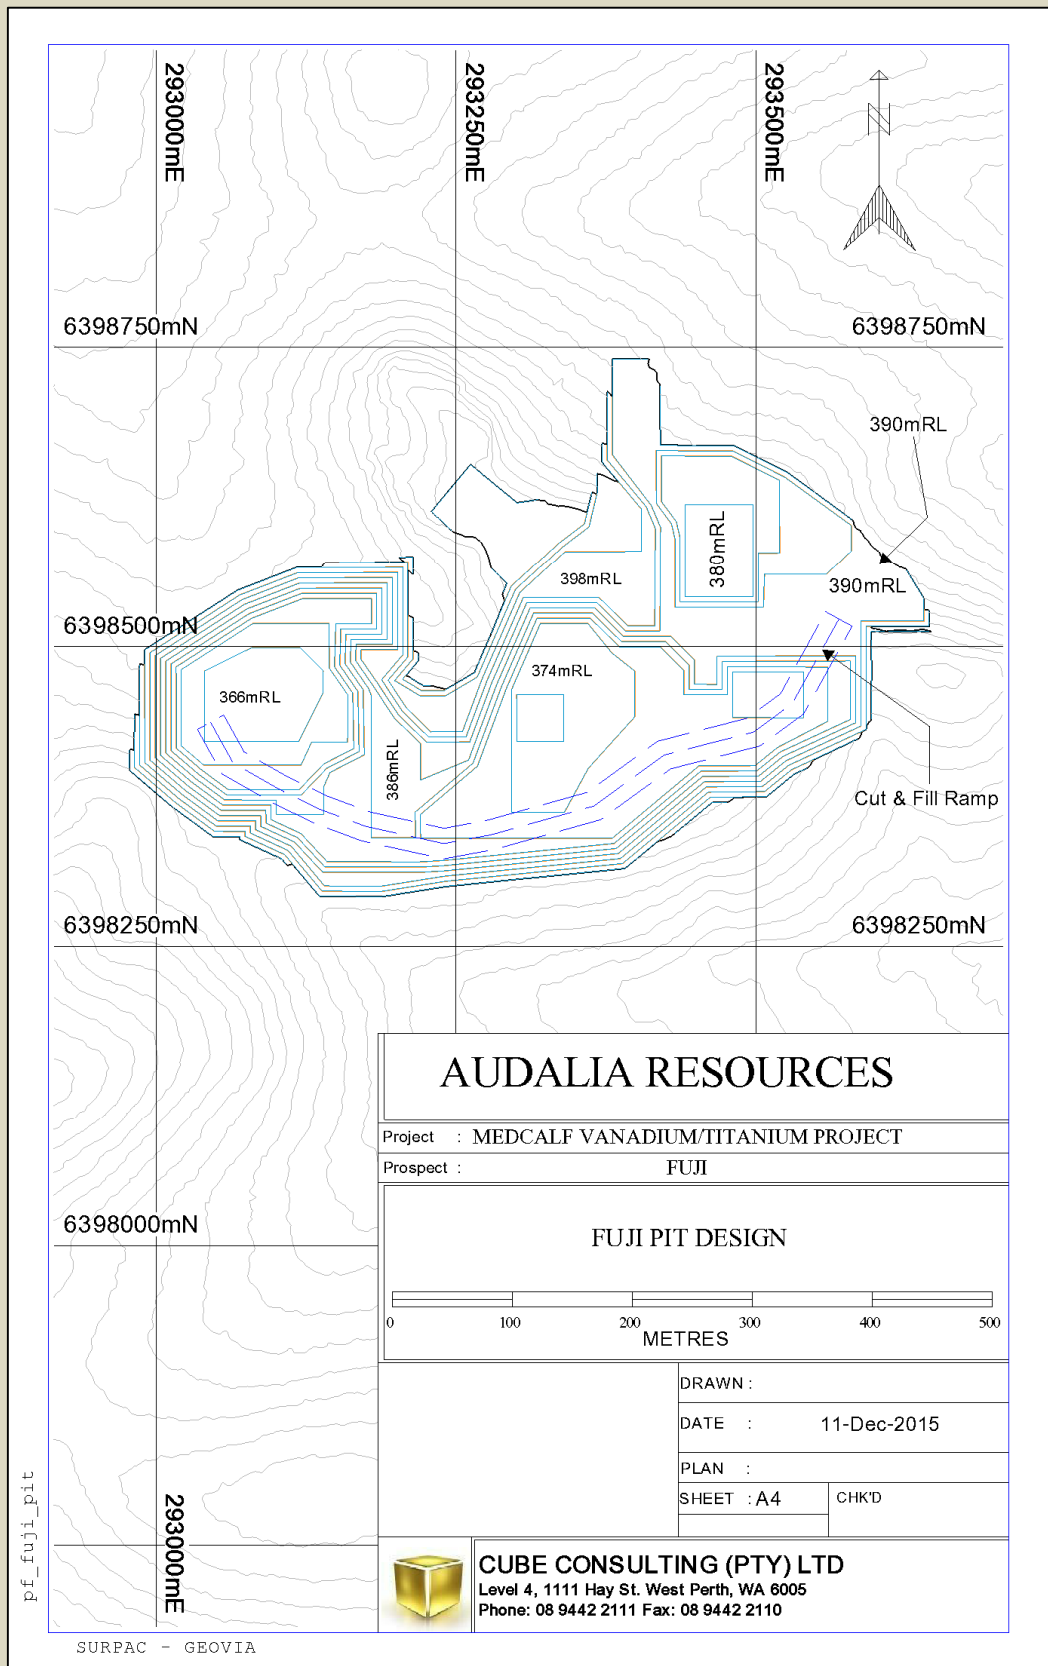 293000mE
293250mE
293500mE
N
6398750mN
6398750mN
390mRL
380mRL
398mRL
390mRL
6398500mN
374mRL
366mRL
386mRL
Cut & Fill Ramp
6398250mN
6398250mN
AUDALIA RESOURCES
Project : MEDCALF VANADIUM/TITANIUM PROJECT
Prospect : FUJI
6398000mN
FUJI PIT DESIGN
0 100 200 300 400 500
METRES
DRAWN :
DATE : 11-Dec-2015
PLAN :
SHEET : A4 CHK'D
293000mE
pf_fuji_pit
CUBE CONSULTING (PTY) LTD
Level 4, 1111 Hay St. West Perth, WA 6005
Phone: 08 9442 2111 Fax: 08 9442 2110
SURPAC - GEOVIA